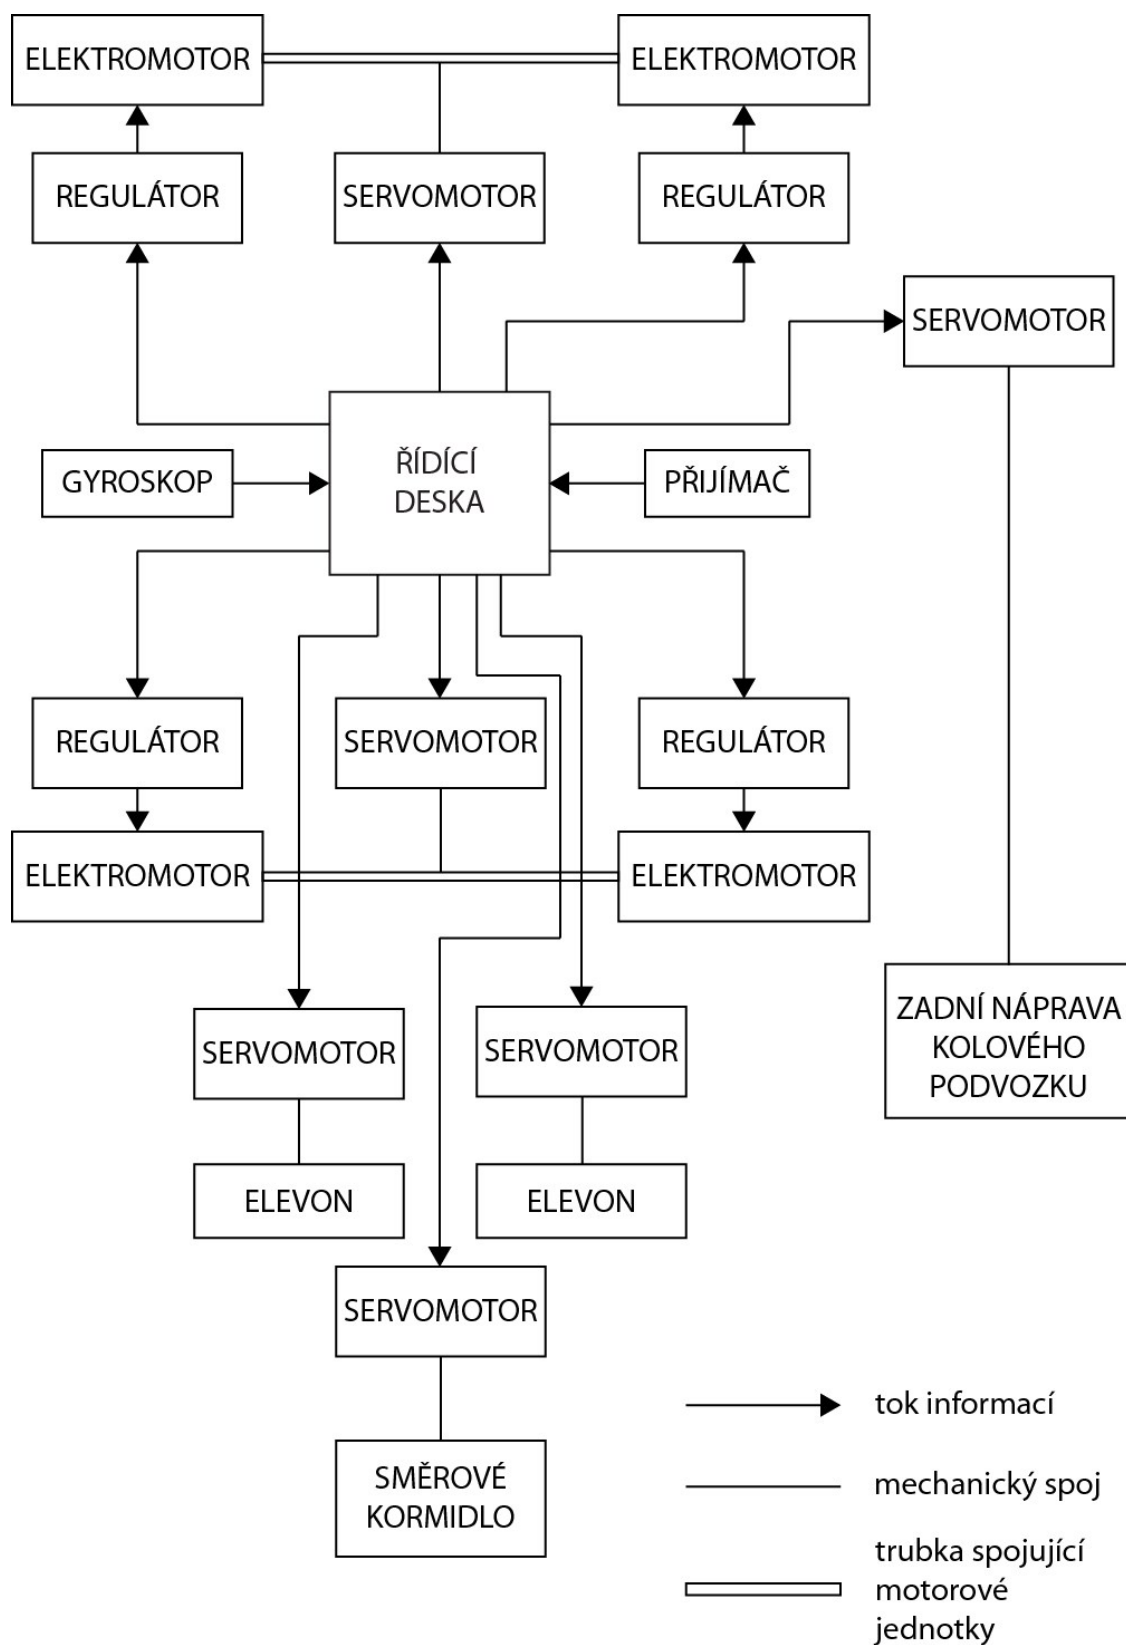 ELEKTROMOTOR
ELEKTROMOTOR
REGULÁTOR
SERVOMOTOR
REGULÁTOR
SERVOMOTOR
ŘÍDÍCÍ
DESKA
GYROSKOP
PŘIJÍMAČ
REGULÁTOR
SERVOMOTOR
REGULÁTOR
ELEKTROMOTOR
ELEKTROMOTOR
ZADNÍ NÁPRAVA
KOLOVÉHO
PODVOZKU
SERVOMOTOR
SERVOMOTOR
ELEVON
ELEVON
SERVOMOTOR
SMĚROVÉ
KORMIDLO
tok informací
mechanický spoj
trubka spojující
motorové
jednotky